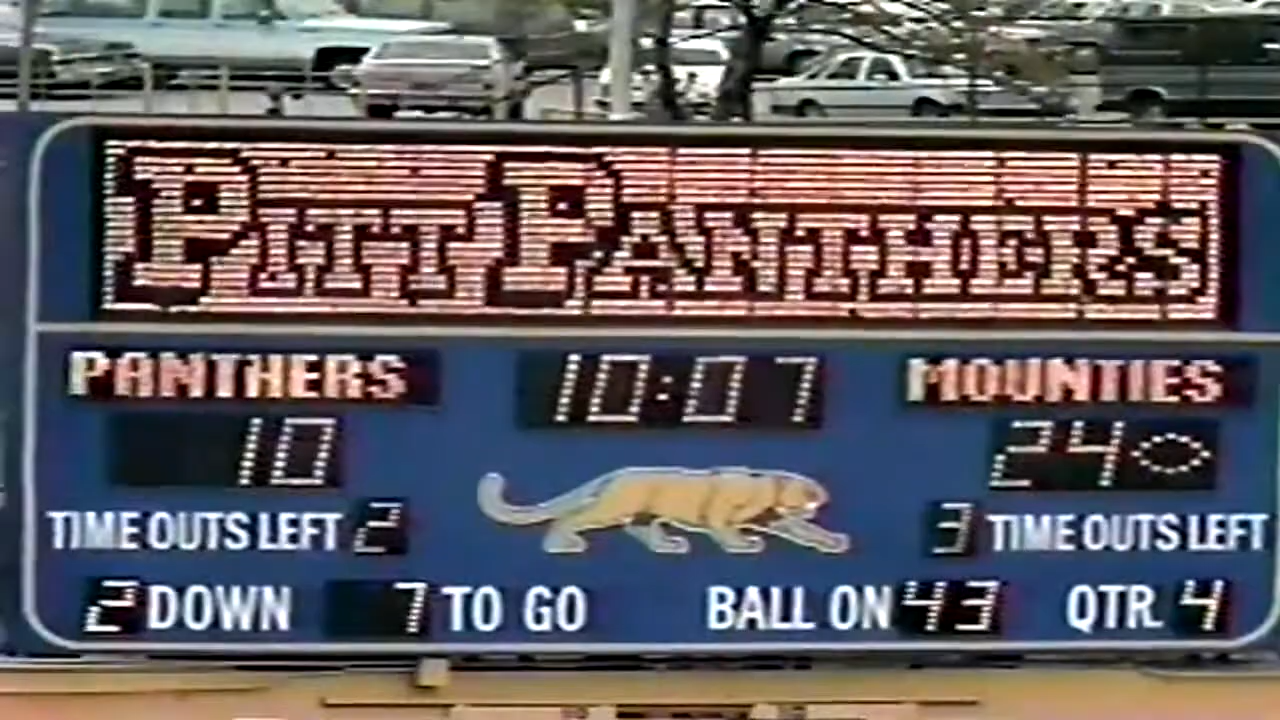 PITT PANTHERS
PANTHERS 10:07 MOUNTIES
10 24
TIME OUTS LEFT 2 3 TIME OUTS LEFT
2 DOWN 7 TO GO BALL ON 43 QTR. 4